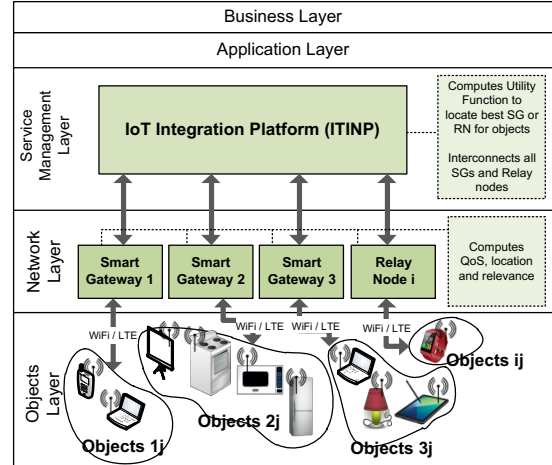 Business Layer
Application Layer
Service
Management
Layer
IoT Integration Platform (ITINP)
Computes Utility
Function to
locate best SG or
RN for objects
Interconnects all
SGs and Relay
nodes
Network
Layer
Smart
Gateway 1
Smart
Gateway 2
Smart
Gateway 3
Relay
Node i
Computes
QoS, location
and relevance
Objects
Layer
WiFi / LTE
WiFi / LTE
WiFi / LTE
WiFi / LTE
Objects 1j
Objects 2j
Objects 3j
Objects ij